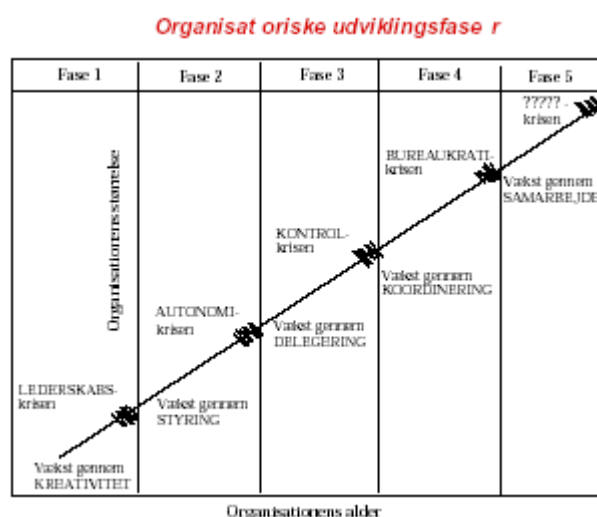 Organisat oriske udviklingsfase r
Fase 1
Fase 2
Fase 3
Fase 4
Fase 5
????? -
krisen
BUREAUKRATI-
krisen
Vækst gennem
SAMARBEJDE
KONTROL-
krisen
Vækst gennem
KOORDINERING
Organisationens størrelse
AUTONOMI-
krisen
Vækst gennem
DELEGERING
LEDERSKABS-
krisen
Vækst gennem
STYRING
Vækst gennem
KREATIVITET
Organisationens alder